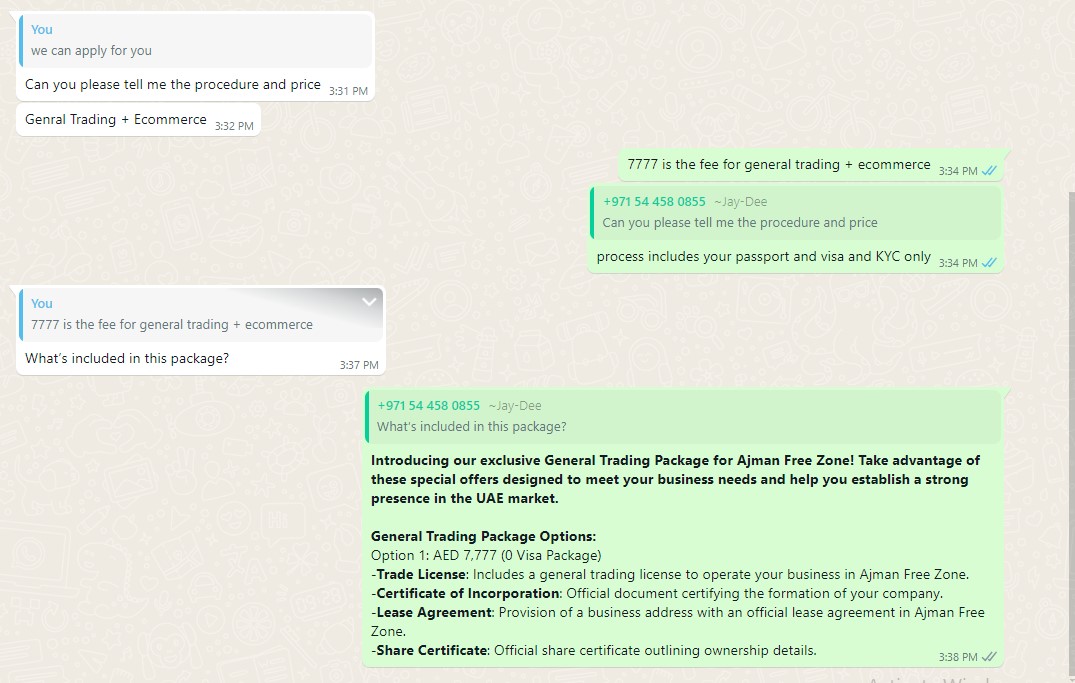 You
we can apply for you
Can you please tell me the procedure and price 3:31 PM
Genral Trading + Ecommerce 3:32 PM
7777 is the fee for general trading + ecommerce 3:34 PM
+971 54 458 0855 ~Jay-Dee
Can you please tell me the procedure and price
process includes your passport and visa and KYC only 3:34 PM
You
7777 is the fee for general trading + ecommerce
What's included in this package? 3:37 PM
+971 54 458 0855 ~Jay-Dee
What's included in this package?
Introducing our exclusive General Trading Package for Ajman Free Zone! Take advantage of
these special offers designed to meet your business needs and help you establish a strong
presence in the UAE market.
General Trading Package Options:
Option 1: AED 7,777 (0 Visa Package)
-Trade License: Includes a general trading license to operate your business in Ajman Free Zone.
-Certificate of Incorporation: Official document certifying the formation of your company.
-Lease Agreement: Provision of a business address with an official lease agreement in Ajman Free
Zone.
-Share Certificate: Official share certificate outlining ownership details. 3:38 PM